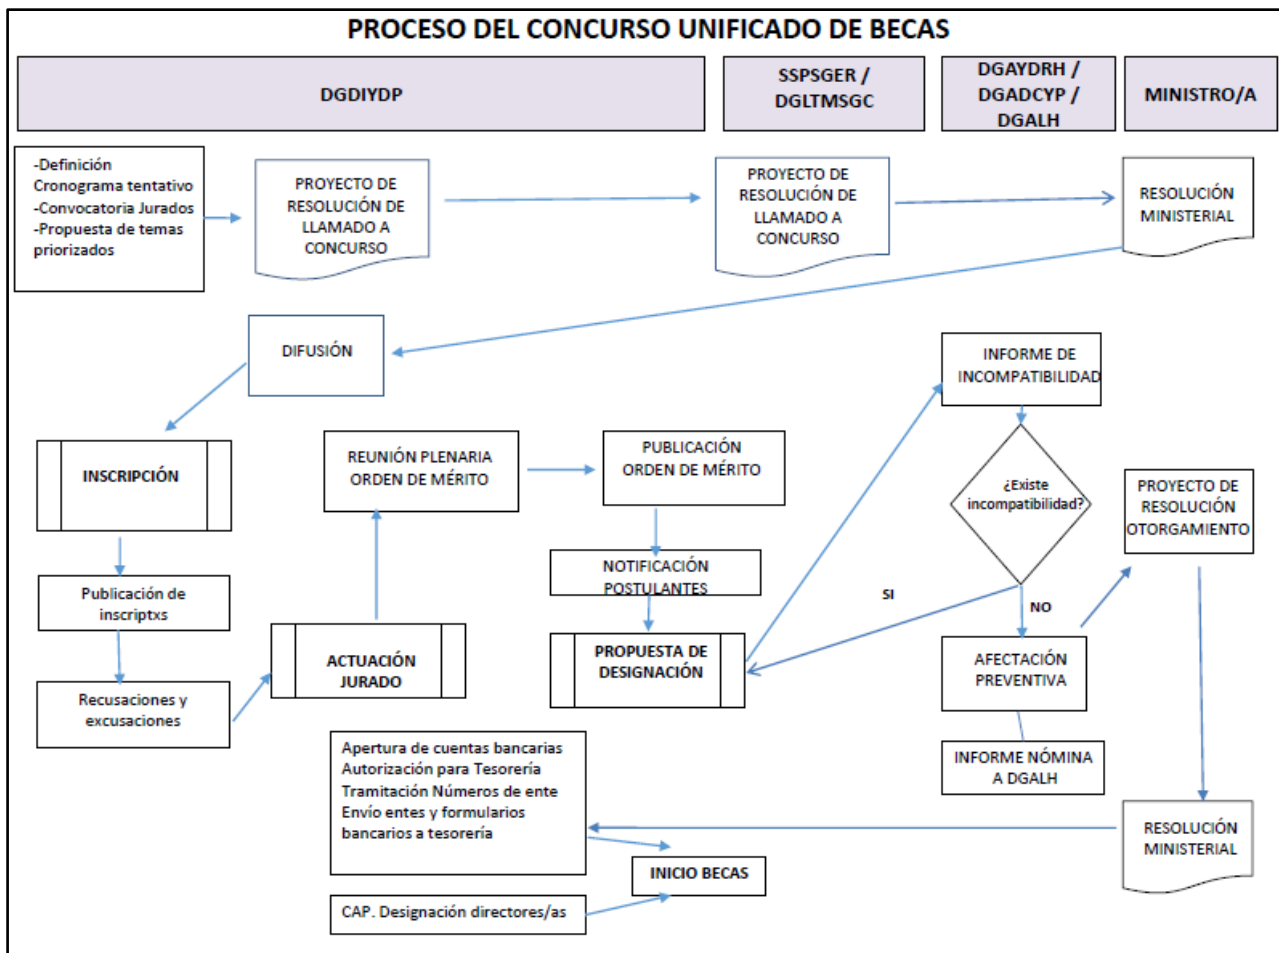 PROCESO DEL CONCURSO UNIFICADO DE BECAS
DGDIYDP
SSPSGER /
DGLTMSGC
DGAYDRH /
DGADCYP /
DGALH
MINISTRO/A
-Definición
Cronograma tentativo
-Convocatoria Jurados
-Propuesta de temas
priorizados
PROYECTO DE
RESOLUCIÓN DE
LLAMADO A
CONCURSO
PROYECTO DE
RESOLUCIÓN DE
LLAMADO A
CONCURSO
RESOLUCIÓN
MINISTERIAL
DIFUSIÓN
INFORME DE
INCOMPATIBILIDAD
INSCRIPCIÓN
REUNIÓN PLENARIA
ORDEN DE MÉRITO
PUBLICACIÓN
ORDEN DE MÉRITO
¿Existe
incompatibilidad?
PROYECTO DE
RESOLUCIÓN
OTORGAMIENTO
Publicación de
inscriptxs
NOTIFICACIÓN
POSTULANTES
SI
NO
Recusaciones y
excusaciones
ACTUACIÓN
JURADO
PROPUESTA DE
DESIGNACIÓN
AFECTACIÓN
PREVENTIVA
INFORME NÓMINA
A DGALH
Apertura de cuentas bancarias
Autorización para Tesorería
Tramitación Números de ente
Envío entes y formularios
bancarios a tesorería
RESOLUCIÓN
MINISTERIAL
INICIO BECAS
CAP. Designación directores/as